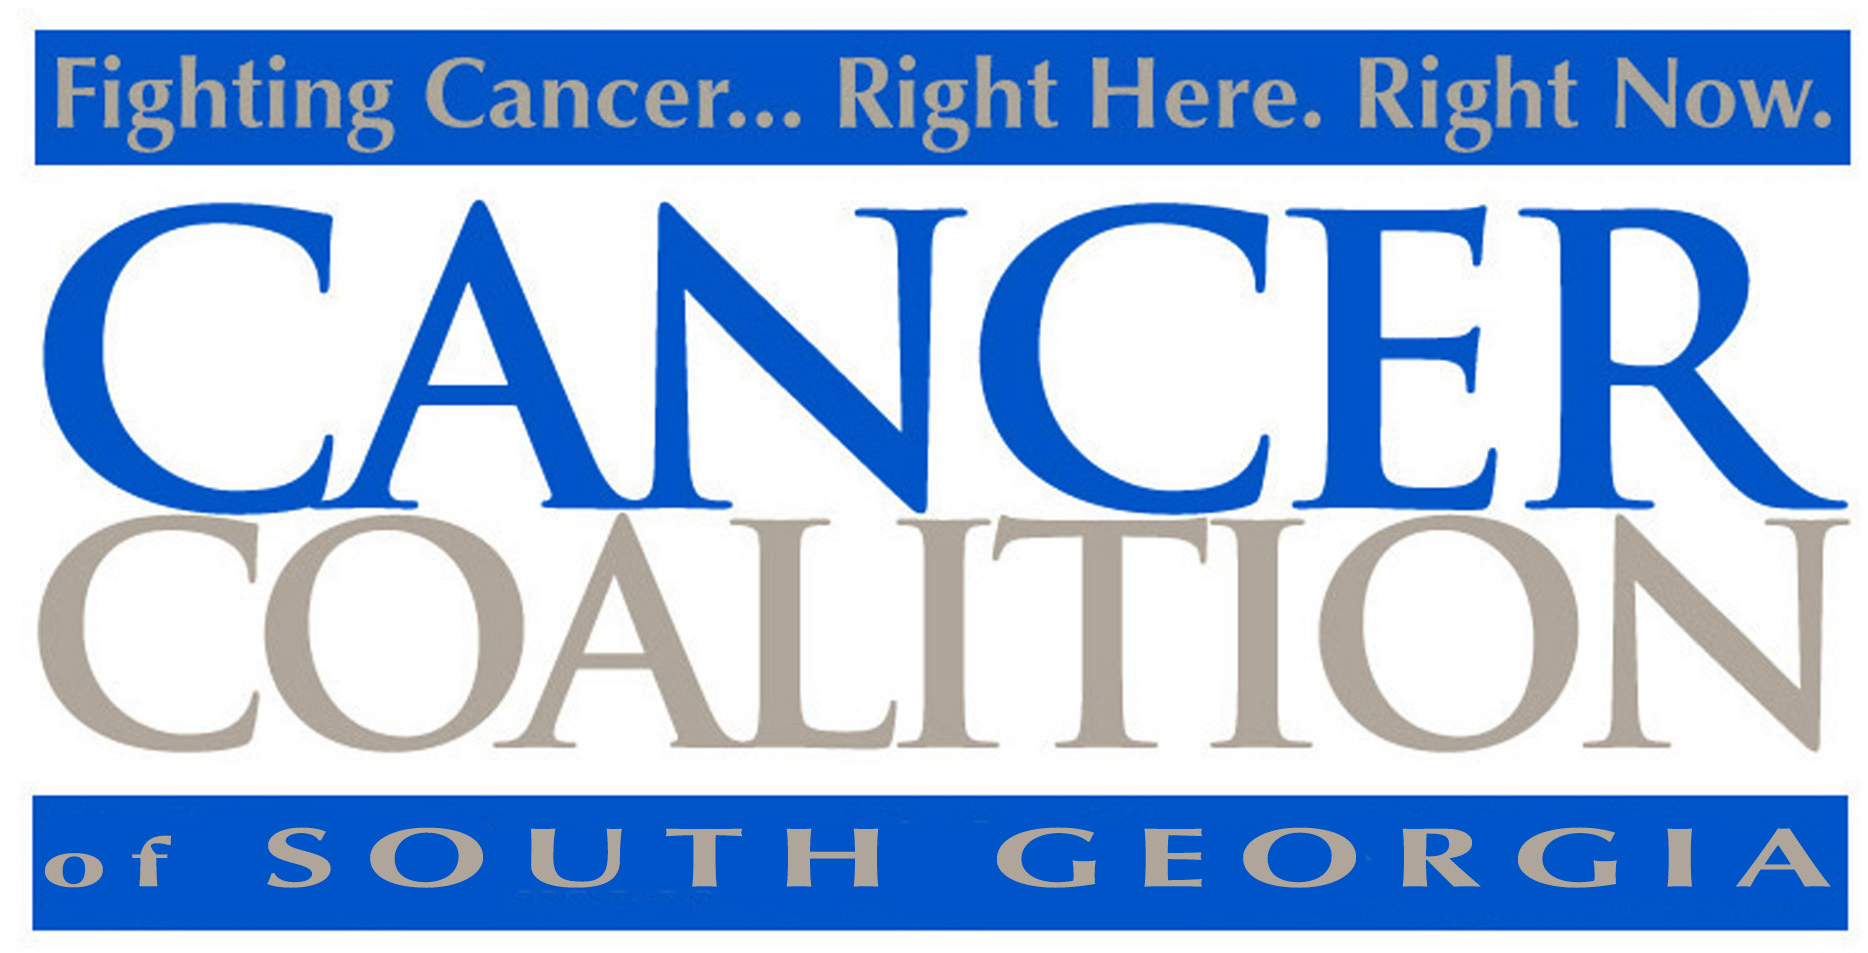 Fighting Cancer... Right Here. Right Now.
CANCER
COALITION
of SOUTH GEORGIA